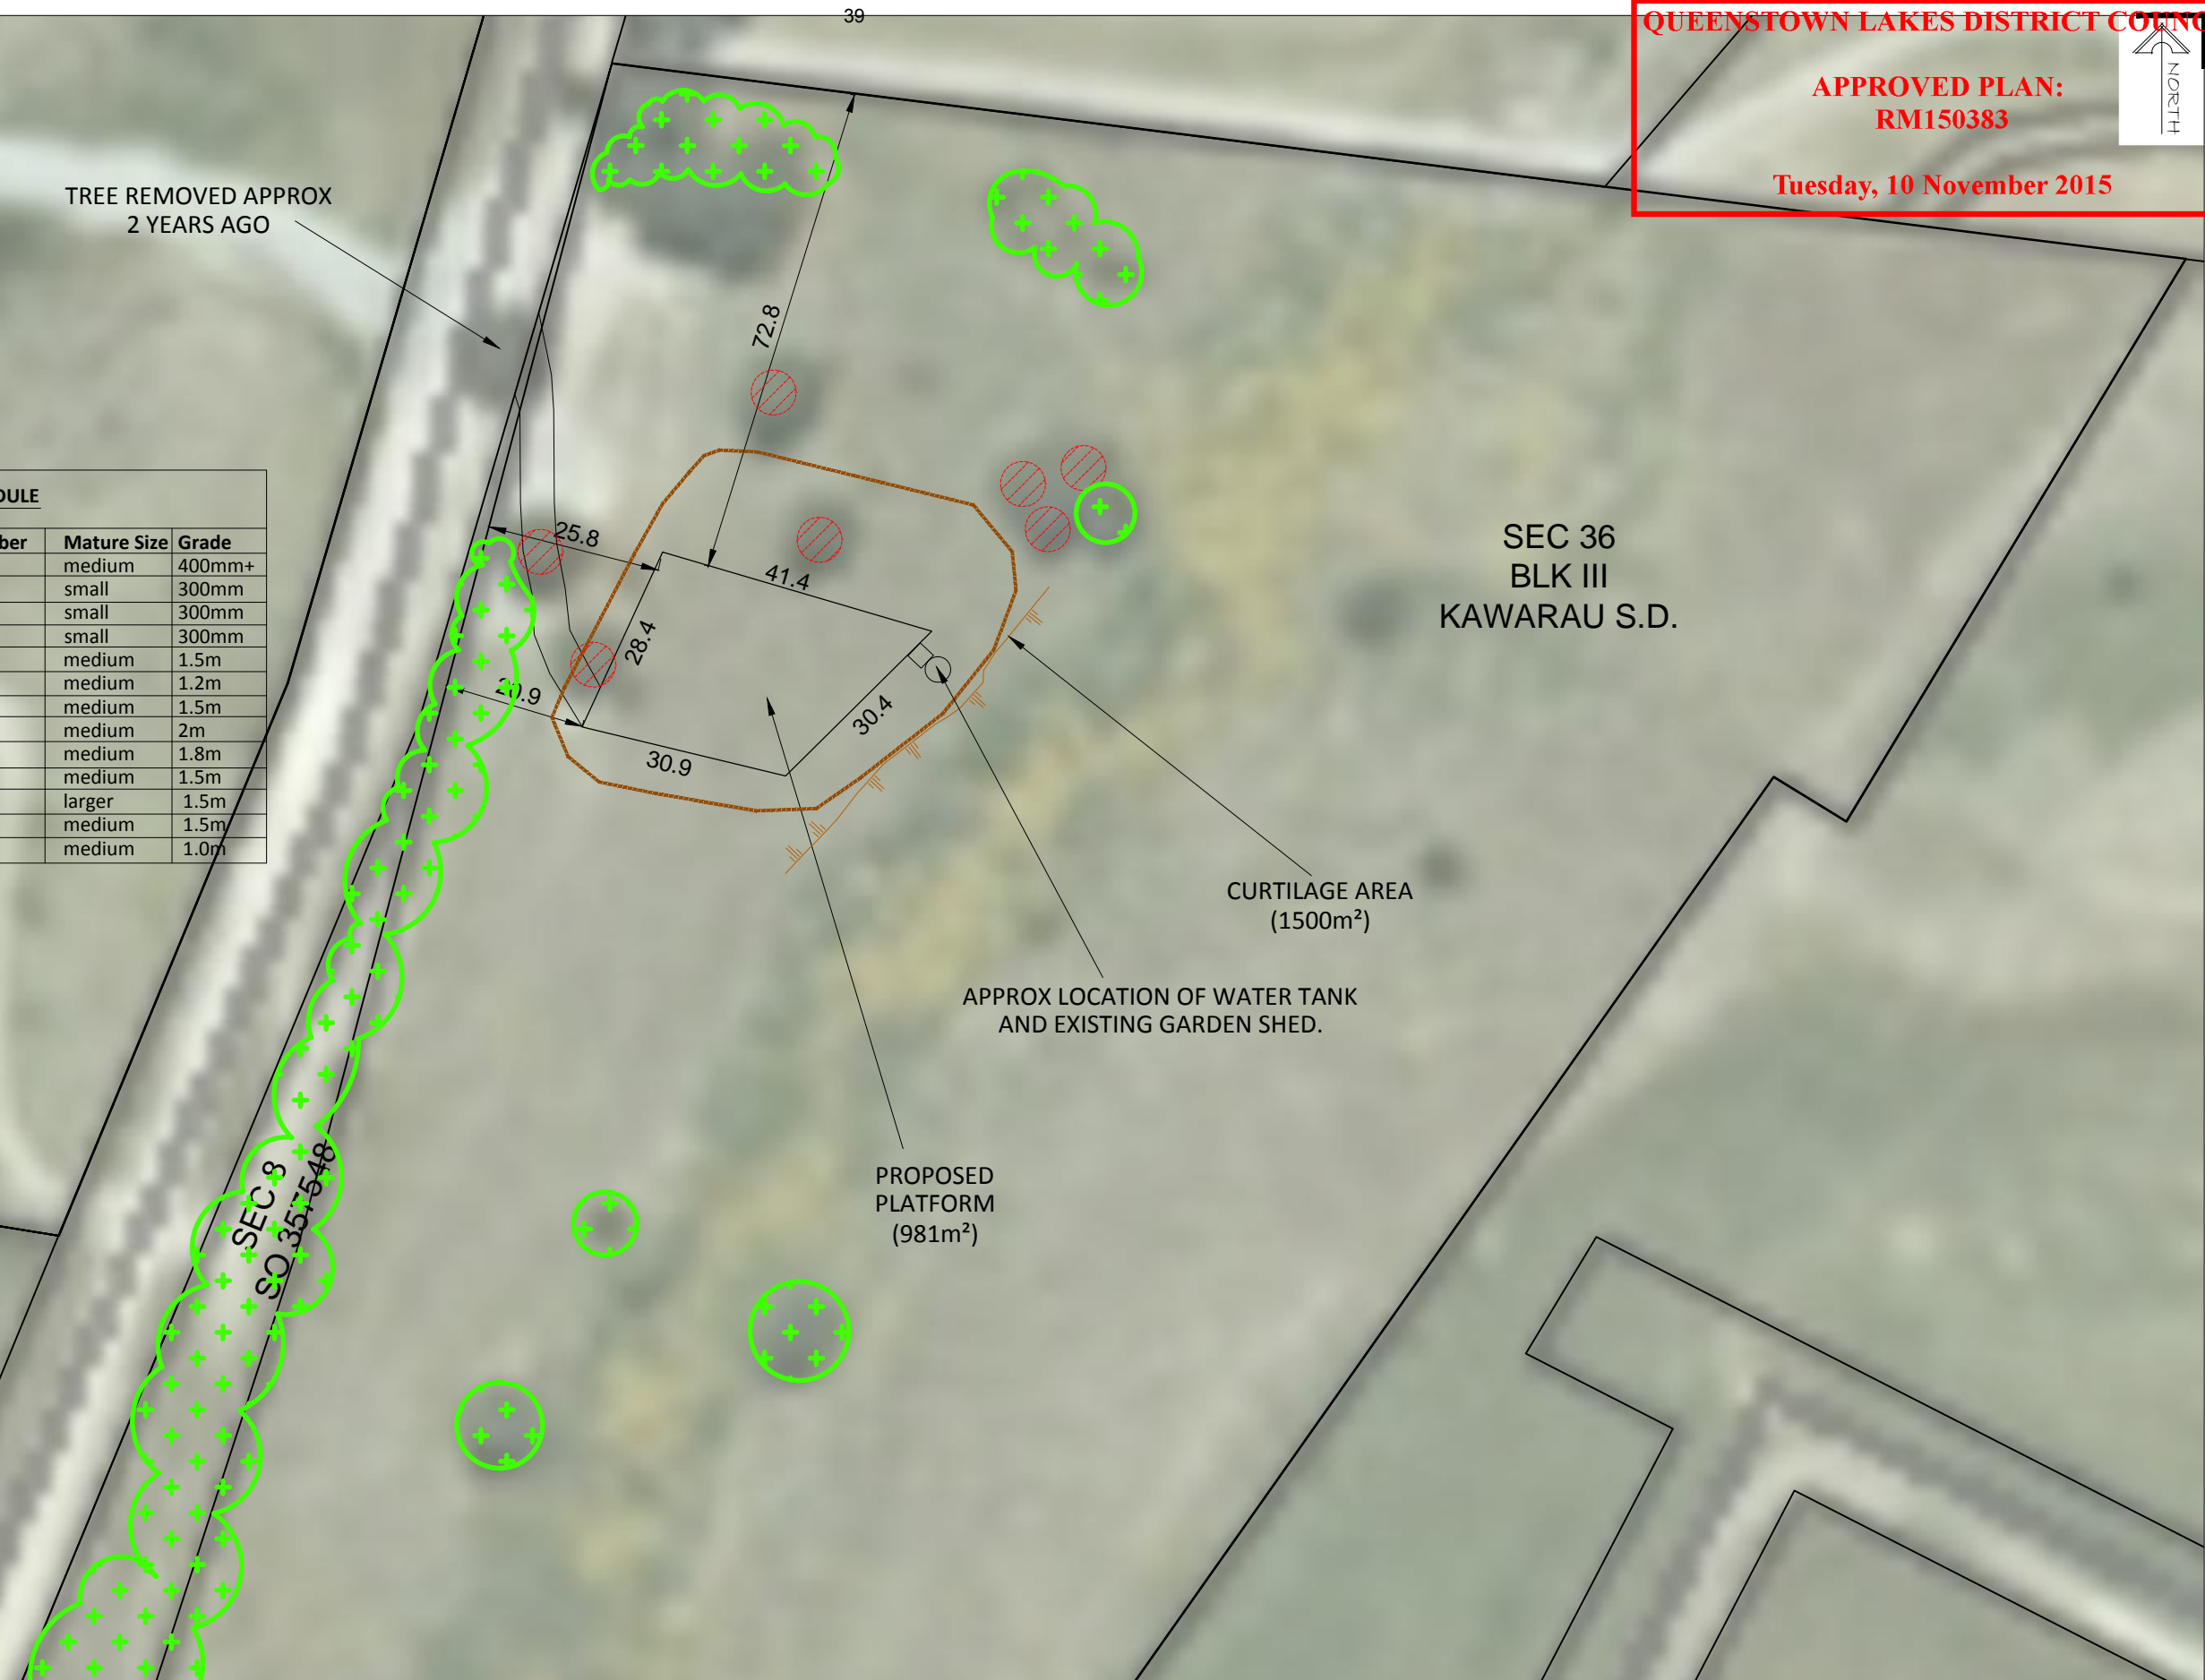 39
QUEENSTOWN LAKES DISTRICT
APPROVED PLAN:
RM150383
Tuesday, 10 November 2015
NORTH
TREE REMOVED APPROX
2 YEARS AGO
72.8
25.8
41.4
28.4
20.9
30.4
30.9
SEC 36
BLK III
KAWARAU S.D.
DULE
ber Mature Size Grade
medium 400mm+
small 300mm
small 300mm
small 300mm
medium 1.5m
medium 1.2m
medium 1.5m
medium 2m
medium 1.8m
medium 1.5m
larger 1.5m
medium 1.5m
medium 1.0m
CURTILAGE AREA
(1500m²)
APPROX LOCATION OF WATER TANK
AND EXISTING GARDEN SHED.
PROPOSED
PLATFORM
(981m²)
SEC 8
SO 357548